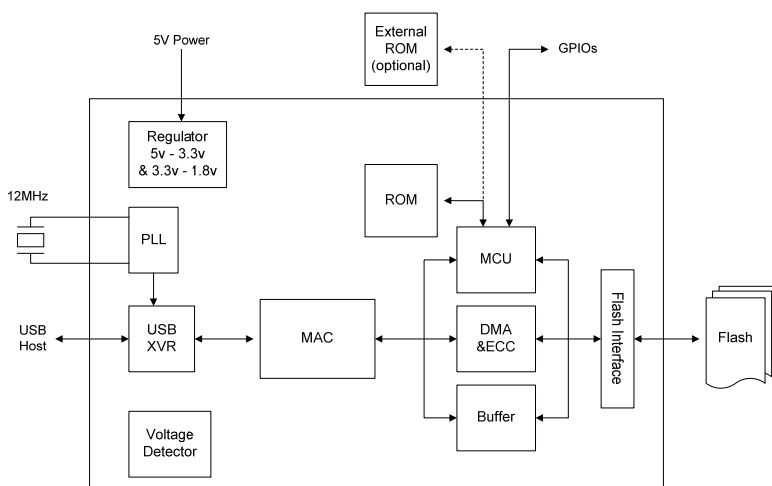 5V Power
External
ROM
(optional)
GPIOs
Regulator
5v - 3.3v
& 3.3v - 1.8v
ROM
12MHz
PLL
MCU
USB
Host
USB
XVR
MAC
DMA
&ECC
Flash Interface
Flash
Buffer
Voltage
Detector